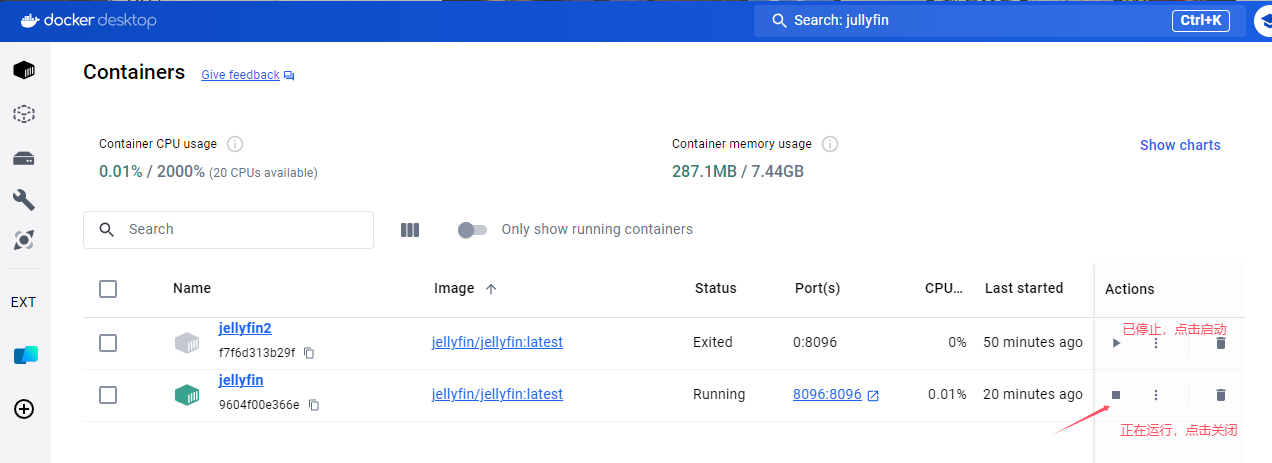 docker desktop
Search: jullyfin
Ctrl+K
Containers
Give feedback
Container CPU usage
0.01% / 2000% (20 CPUs available)
Container memory usage
287.1MB / 7.44GB
Show charts
Search
Only show running containers
EXT
Name Image Status Port(s) CPU... Last started Actions
已停止，点击启动
jellyfin2
f7f6d313b29f
jellyfin/jellyfin:latest
Exited
0:8096
0%
50 minutes ago
jellyfin
9604f00e366e
jellyfin/jellyfin:latest
Running
8096:8096
0.01%
20 minutes ago
正在运行，点击关闭